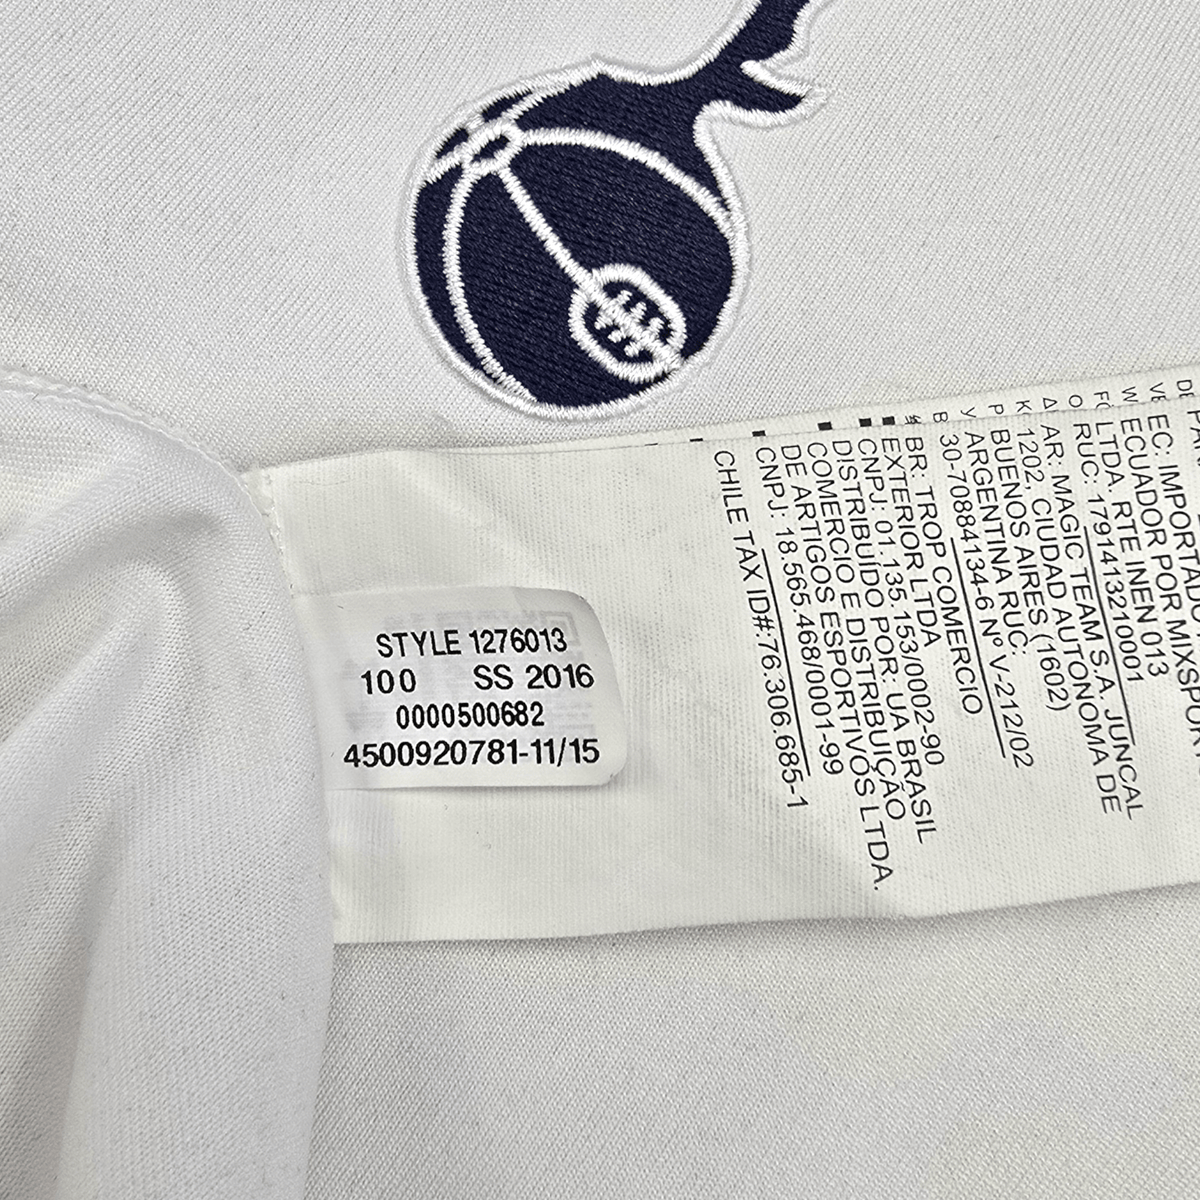 STYLE 1276013
100 SS 2016
0000500682
4500920781-11/15
EC: IMPORTADO
ECUADOR POR MIXSPORT
LTDA. RTE INEN 013
RUC: 1791413210001
AR: MAGIC TEAM S.A. JUNCAL
1202, CIUDAD AUTONOMA DE
BUENOS AIRES (1602)
ARGENTINA RUC:
30-70884134-6 Nº V-212/02
BR: TROP COMERCIO
EXTERIOR LTDA
CNPJ: 01.135.153/0002-90
DISTRIBUÍDO POR: UA BRASIL
COMERCIO E DISTRIBUIÇÃO
DE ARTIGOS ESPORTIVOS LTDA.
CNPJ: 18.565.468/0001-99
CHILE TAX ID#:76.306.685-1